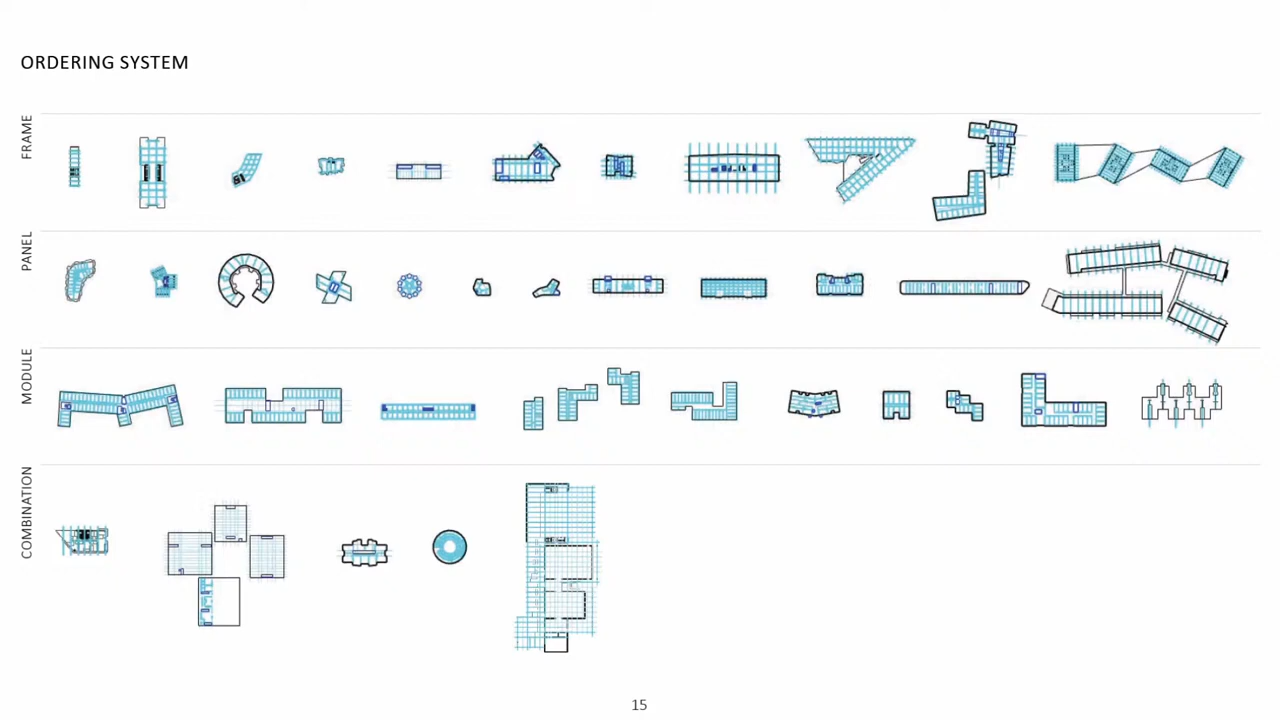 ORDERING SYSTEM
FRAME
PANEL
MODULE
COMBINATION
15